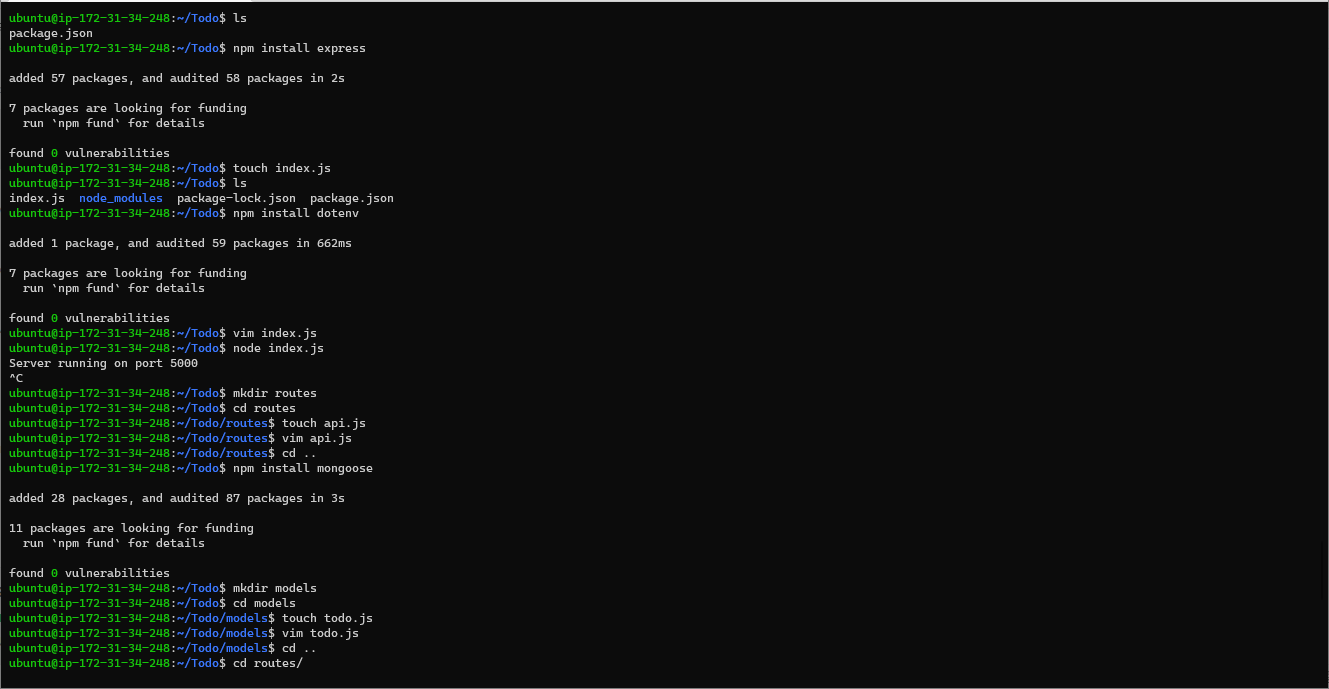 ubuntu@ip-172-31-34-248:~/Todo$ ls
package.json
ubuntu@ip-172-31-34-248:~/Todo$ npm install express
added 57 packages, and audited 58 packages in 2s
7 packages are looking for funding
  run `npm fund` for details
found 0 vulnerabilities
ubuntu@ip-172-31-34-248:~/Todo$ touch index.js
ubuntu@ip-172-31-34-248:~/Todo$ ls
index.js  node_modules  package-lock.json  package.json
ubuntu@ip-172-31-34-248:~/Todo$ npm install dotenv
added 1 package, and audited 59 packages in 662ms
7 packages are looking for funding
  run `npm fund` for details
found 0 vulnerabilities
ubuntu@ip-172-31-34-248:~/Todo$ vim index.js
ubuntu@ip-172-31-34-248:~/Todo$ node index.js
Server running on port 5000
^C
ubuntu@ip-172-31-34-248:~/Todo$ mkdir routes
ubuntu@ip-172-31-34-248:~/Todo$ cd routes
ubuntu@ip-172-31-34-248:~/Todo/routes$ touch api.js
ubuntu@ip-172-31-34-248:~/Todo/routes$ vim api.js
ubuntu@ip-172-31-34-248:~/Todo/routes$ cd ..
ubuntu@ip-172-31-34-248:~/Todo$ npm install mongoose
added 28 packages, and audited 87 packages in 3s
11 packages are looking for funding
  run `npm fund` for details
found 0 vulnerabilities
ubuntu@ip-172-31-34-248:~/Todo$ mkdir models
ubuntu@ip-172-31-34-248:~/Todo$ cd models
ubuntu@ip-172-31-34-248:~/Todo/models$ touch todo.js
ubuntu@ip-172-31-34-248:~/Todo/models$ vim todo.js
ubuntu@ip-172-31-34-248:~/Todo/models$ cd ..
ubuntu@ip-172-31-34-248:~/Todo$ cd routes/